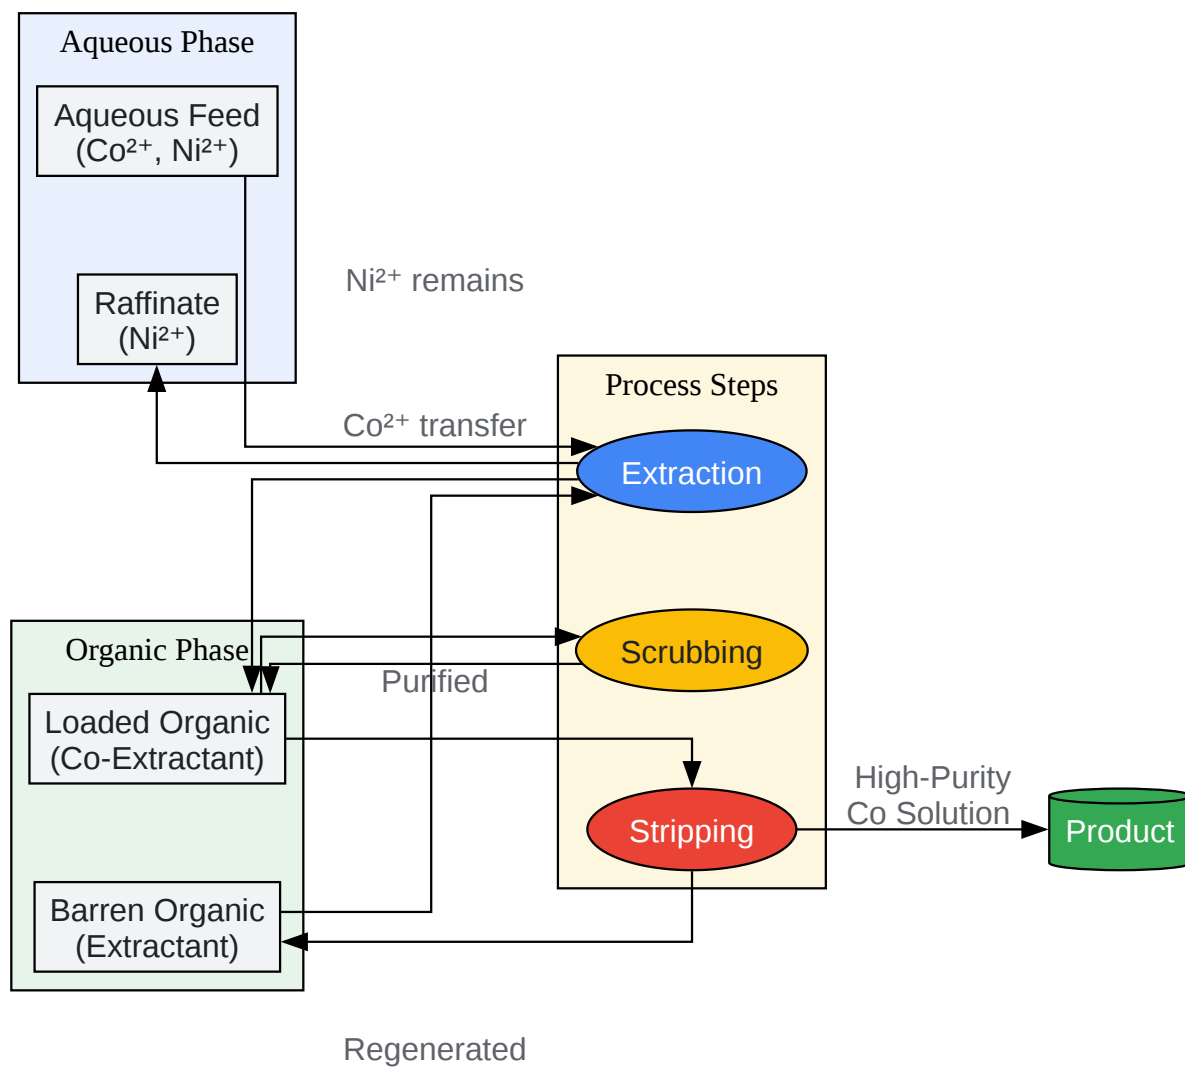 Aqueous Phase
Aqueous Feed
(Co²⁺, Ni²⁺)
Ni²⁺ remains
Raffinate
(Ni²⁺)
Process Steps
Co²⁺ transfer
Extraction
Organic Phase
Scrubbing
Purified
Loaded Organic
(Co-Extractant)
High-Purity
Co Solution
Stripping
Product
Barren Organic
(Extractant)
Regenerated